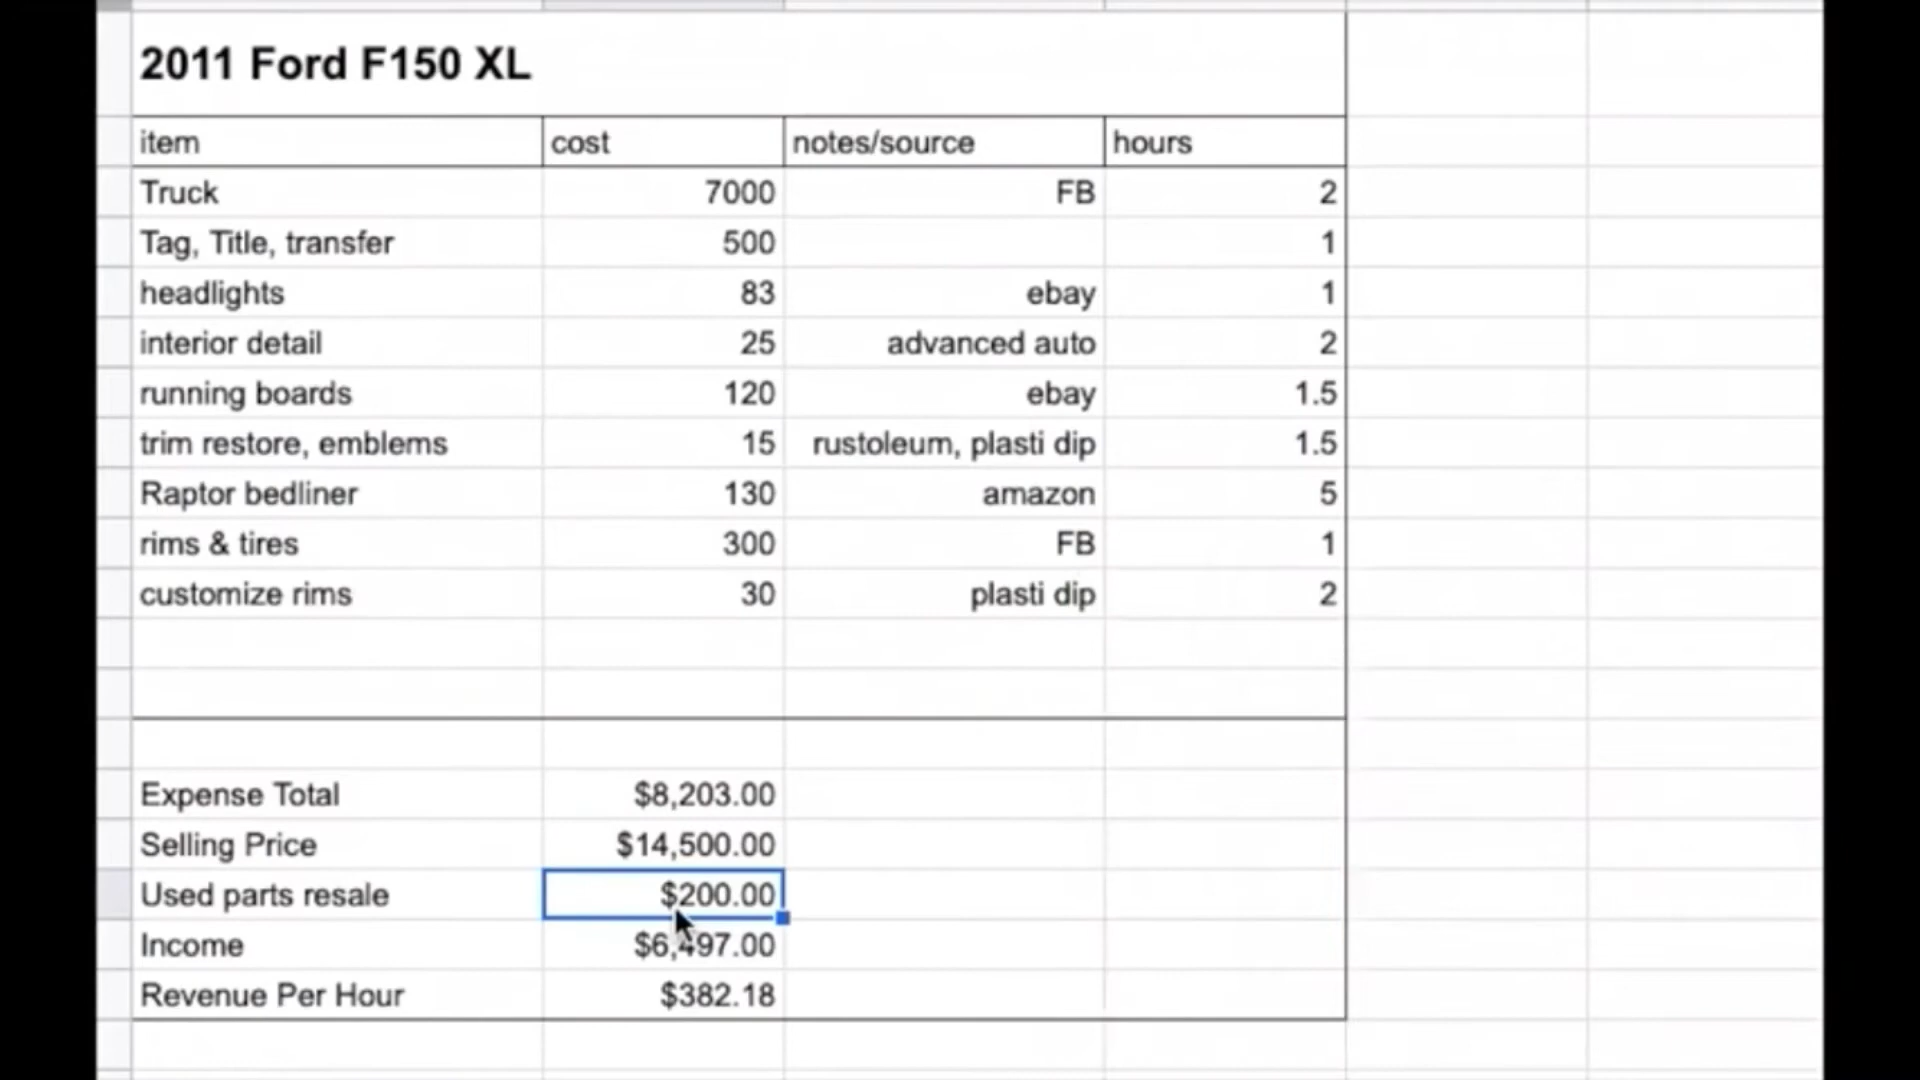 2011 Ford F150 XL
item cost notes/source hours
Truck 7000 FB 2
Tag, Title, transfer 500 1
headlights 83 ebay 1
interior detail 25 advanced auto 2
running boards 120 ebay 1.5
trim restore, emblems 15 rustoleum, plasti dip 1.5
Raptor bedliner 130 amazon 5
rims & tires 300 FB 1
customize rims 30 plasti dip 2
Expense Total $8,203.00
Selling Price $14,500.00
Used parts resale $200.00
Income $6,497.00
Revenue Per Hour $382.18